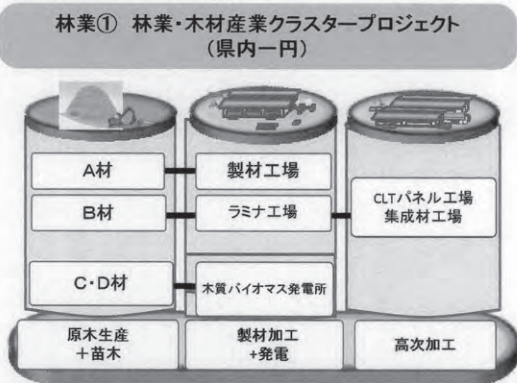 林業① 林業・木材産業クラスタープロジェクト
(県内一円)
A材
製材工場
B材
ラミナ工場
CLTパネル工場
集成材工場
C・D材
木質バイオマス発電所
原木生産
+苗木
製材加工
+発電
高次加工